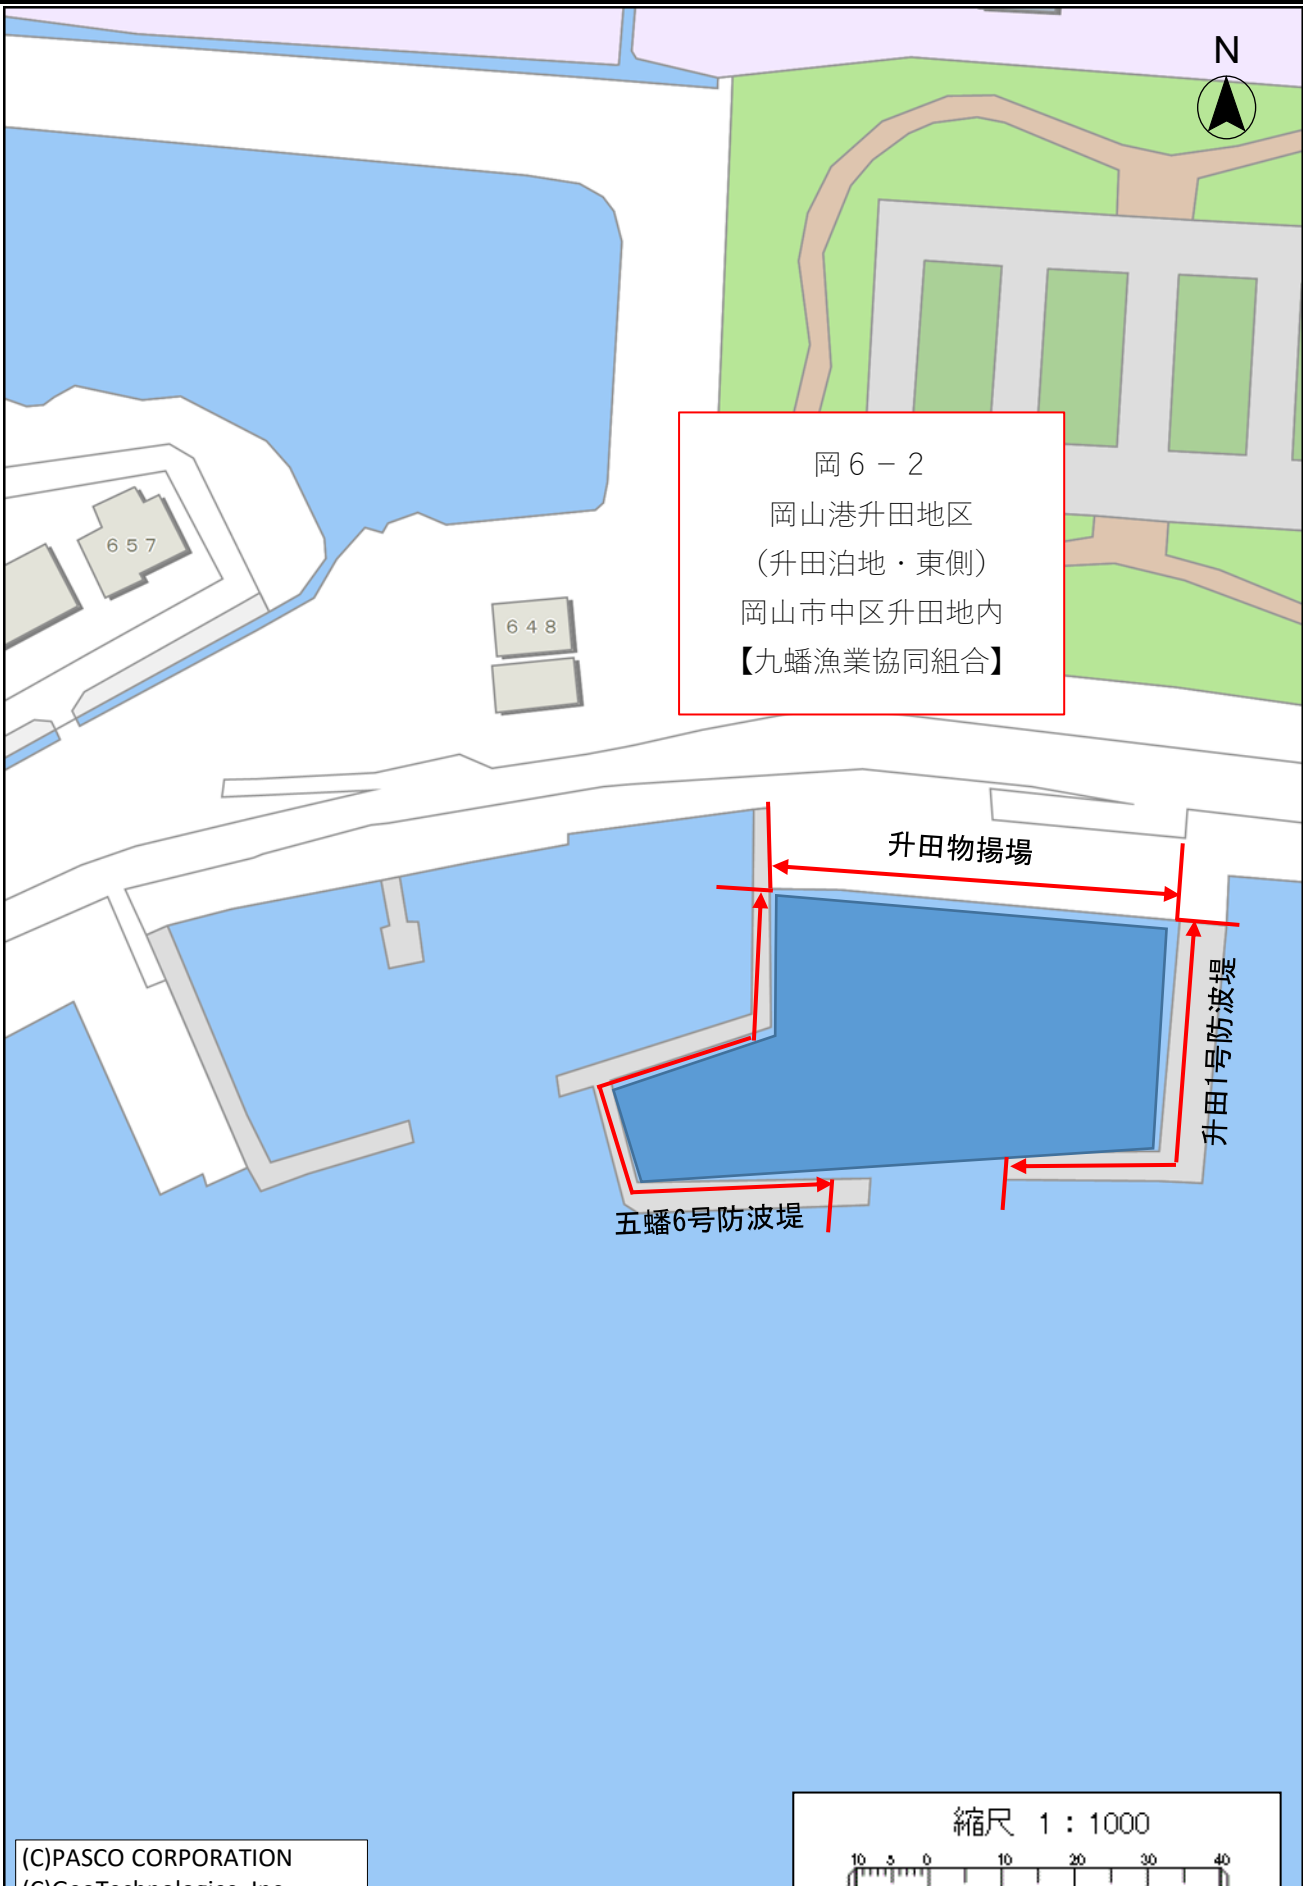 N
岡６－２
岡山港升田地区
（升田泊地・東側）
岡山市中区升田地内
【九蟠漁業協同組合】
６５７
６４８
升田物揚場
升田1号防波堤
五蟠6号防波堤
縮尺 1：1000
10 5 0 10 20 30 40
(C)PASCO CORPORATION
(C)GeoTechnologies, Inc.